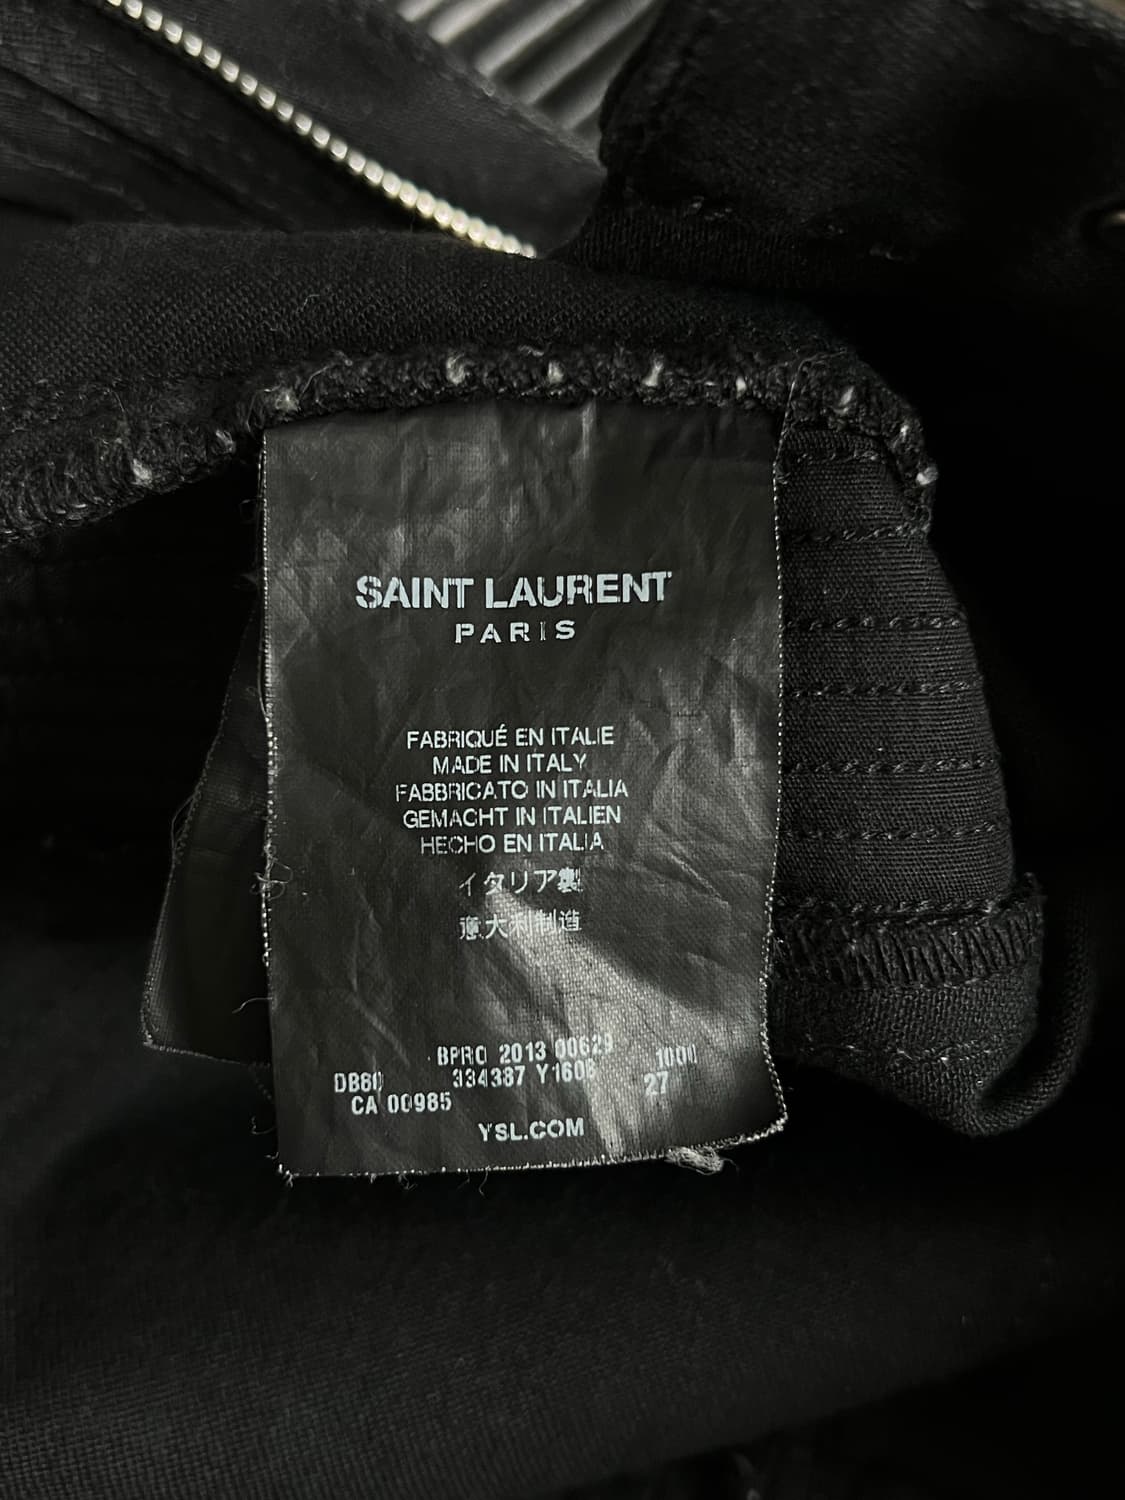 SAINT LAURENT
PARIS
FABRIQUÉ EN ITALIE
MADE IN ITALY
FABBRICATO IN ITALIA
GEMACHT IN ITALIEN
HECHO EN ITALIA
イタリア製
意大利制造
BPRO 2013 00629 1000
DB60 334387 Y1608 27
CA 00985
YSL.COM